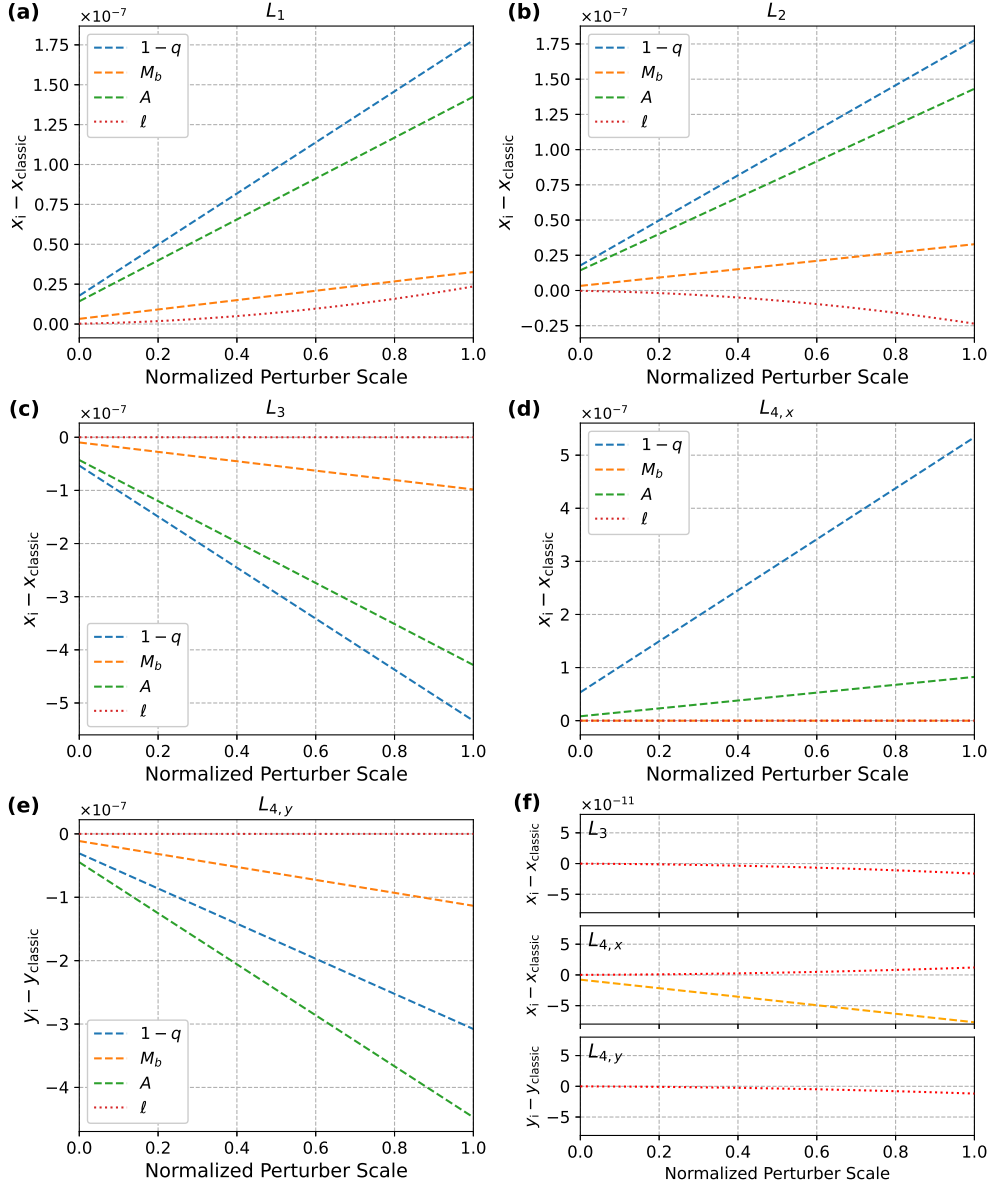 (a)
×10⁻⁷
L₁
1 − q
M_b
A
ℓ
1.75
1.50
1.25
1.00
0.75
0.50
0.25
0.00
x_i − x_classic
0.0 0.2 0.4 0.6 0.8 1.0
Normalized Perturber Scale
(b)
×10⁻⁷
L₂
1 − q
M_b
A
ℓ
1.75
1.50
1.25
1.00
0.75
0.50
0.25
0.00
−0.25
x_i − x_classic
0.0 0.2 0.4 0.6 0.8 1.0
Normalized Perturber Scale
(c)
×10⁻⁷
L₃
0
−1
−2
−3
−4
−5
x_i − x_classic
1 − q
M_b
A
ℓ
0.0 0.2 0.4 0.6 0.8 1.0
Normalized Perturber Scale
(d)
×10⁻⁷
L₄,ₓ
1 − q
M_b
A
ℓ
5
4
3
2
1
0
x_i − x_classic
0.0 0.2 0.4 0.6 0.8 1.0
Normalized Perturber Scale
(e)
×10⁻⁷
L_{4,y}
0
−1
−2
−3
−4
y_i − y_classic
1 − q
M_b
A
ℓ
0.0 0.2 0.4 0.6 0.8 1.0
Normalized Perturber Scale
(f)
×10⁻¹¹
L₃
5
0
−5
x_i − x_classic
L₄,ₓ
5
0
−5
x_i − x_classic
L_{4,y}
5
0
−5
y_i − y_classic
0.0 0.2 0.4 0.6 0.8 1.0
Normalized Perturber Scale